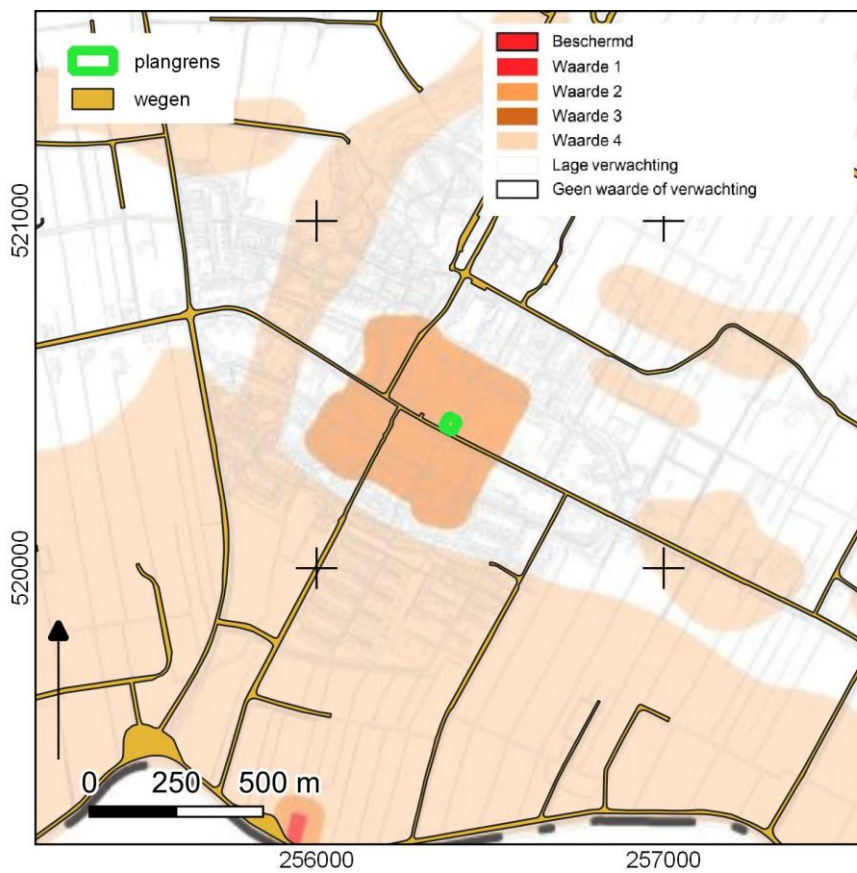 plangrens
wegen
Beschermd
Waarde 1
Waarde 2
Waarde 3
Waarde 4
Lage verwachting
Geen waarde of verwachting
521000
520000
0 250 500 m
256000 257000